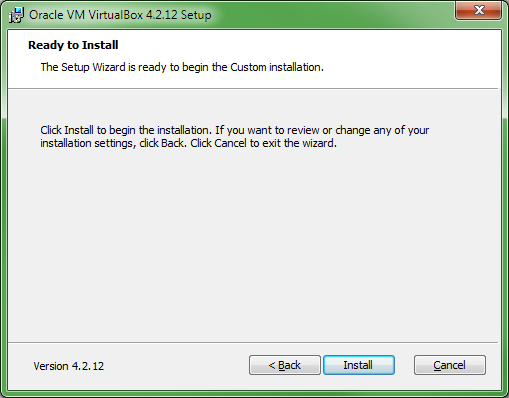 Oracle VM VirtualBox 4.2.12 Setup
Ready to Install
The Setup Wizard is ready to begin the Custom installation.
Click Install to begin the installation. If you want to review or change any of your
installation settings, click Back. Click Cancel to exit the wizard.
Version 4.2.12
< Back
Install
Cancel